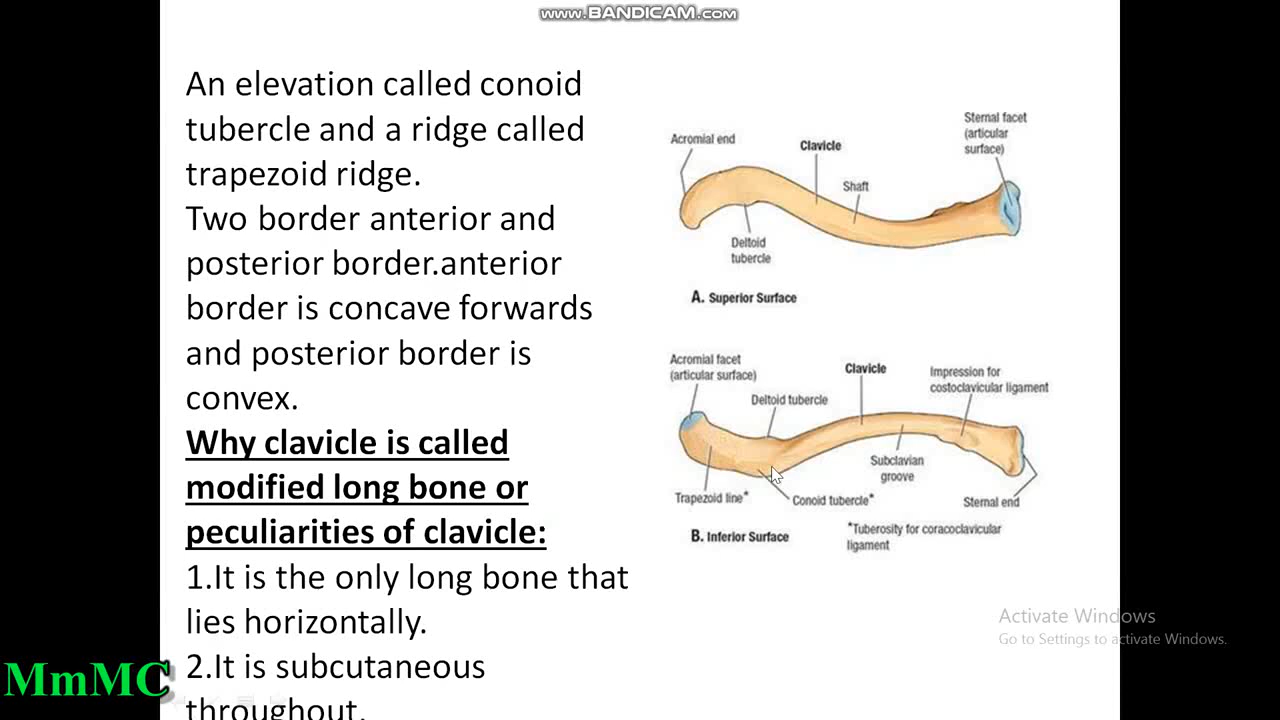 www.BANDICAM.com
An elevation called conoid
tubercle and a ridge called
trapezoid ridge.
Two border anterior and
posterior border.anterior
border is concave forwards
and posterior border is
convex.
Why clavicle is called
modified long bone or
peculiarities of clavicle:
1.It is the only long bone that
lies horizontally.
2.It is subcutaneous
throughout.
Acromial end
Clavicle
Shaft
Sternal facet
(articular
surface)
Deltoid
tubercle
A. Superior Surface
Acromial facet
(articular surface)
Deltoid tubercle
Clavicle
Impression for
costoclavicular ligament
Trapezoid line*
Conoid tubercle*
Subclavian
groove
Sternal end
B. Inferior Surface
*Tuberosity for coracoclavicular
ligament
Activate Windows
Go to Settings to activate Windows.
MmMC